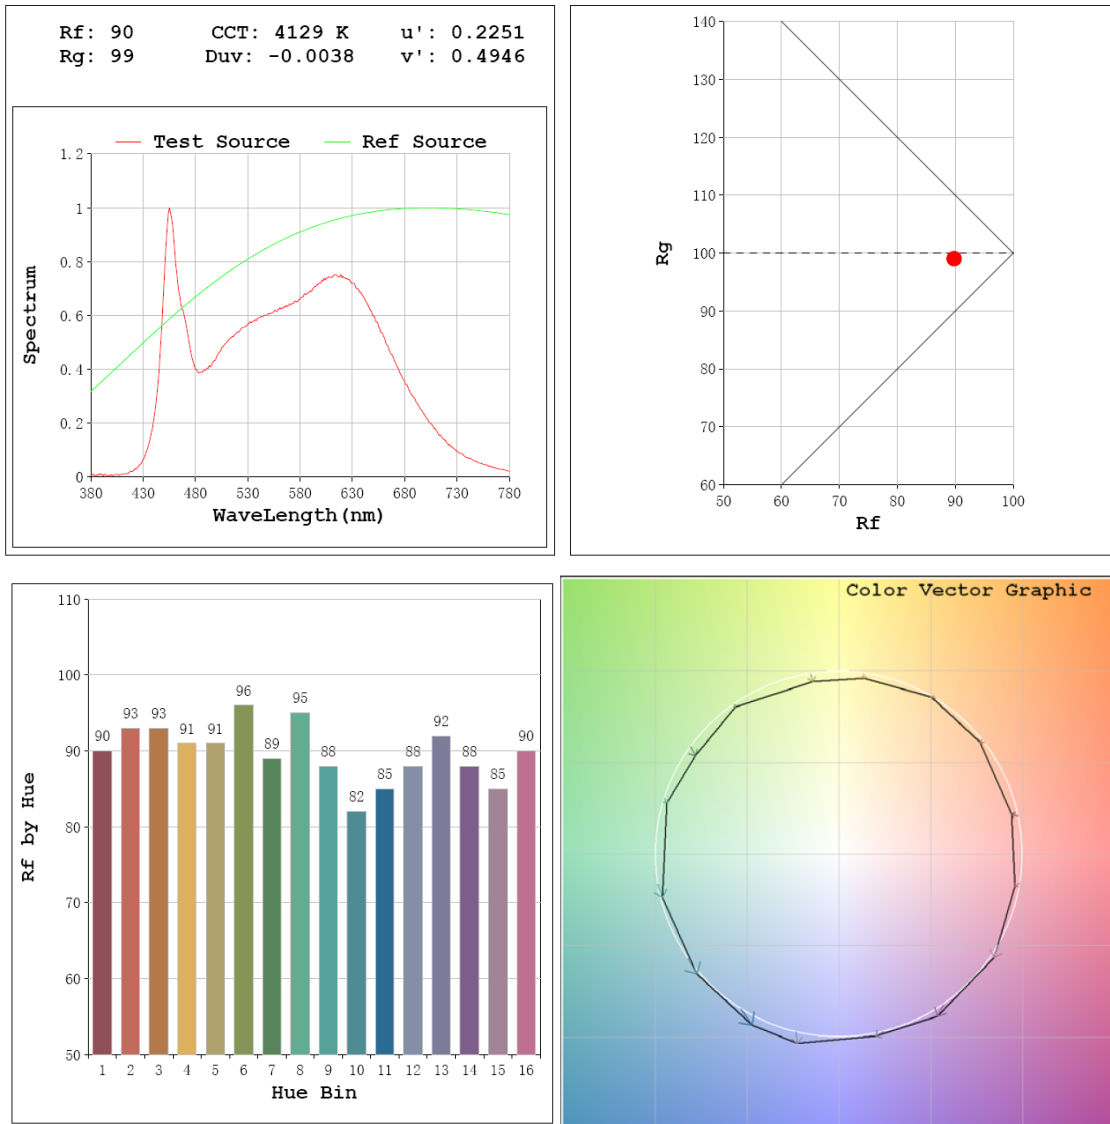 Rf: 90 CCT: 4129 K u': 0.2251
Rg: 99 Duv: -0.0038 v': 0.4946
Test Source Ref Source
1.2
1
0.8
0.6
0.4
0.2
0
Spectrum
380 430 480 530 580 630 680 730 780
WaveLength(nm)
140
130
120
110
100
90
80
70
60
Rg
50 60 70 80 90 100
Rf
110
100
90
80
70
60
50
Rf by Hue
90 93 93 91 91 96 89 95 88 82 85 88 92 88 85 90
1 2 3 4 5 6 7 8 9 10 11 12 13 14 15 16
Hue Bin
Color Vector Graphic